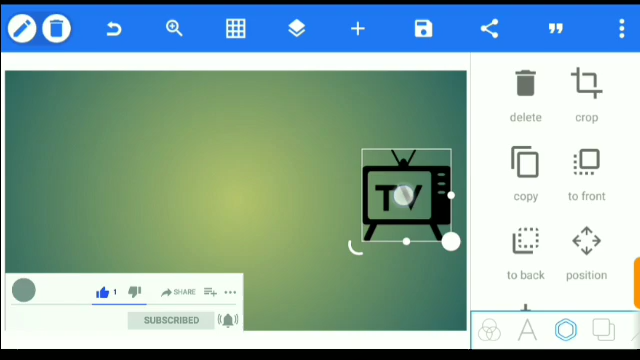 delete
crop
TV
copy
to front
to back
position
1
SHARE
SUBSCRIBED
A